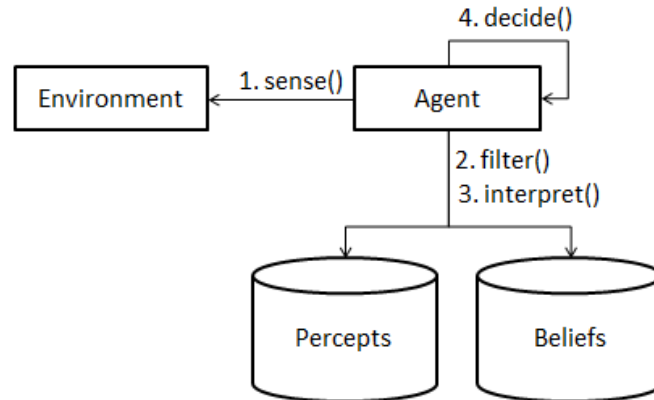 4. decide()
Environment
1. sense()
Agent
2. filter()
3. interpret()
Percepts
Beliefs